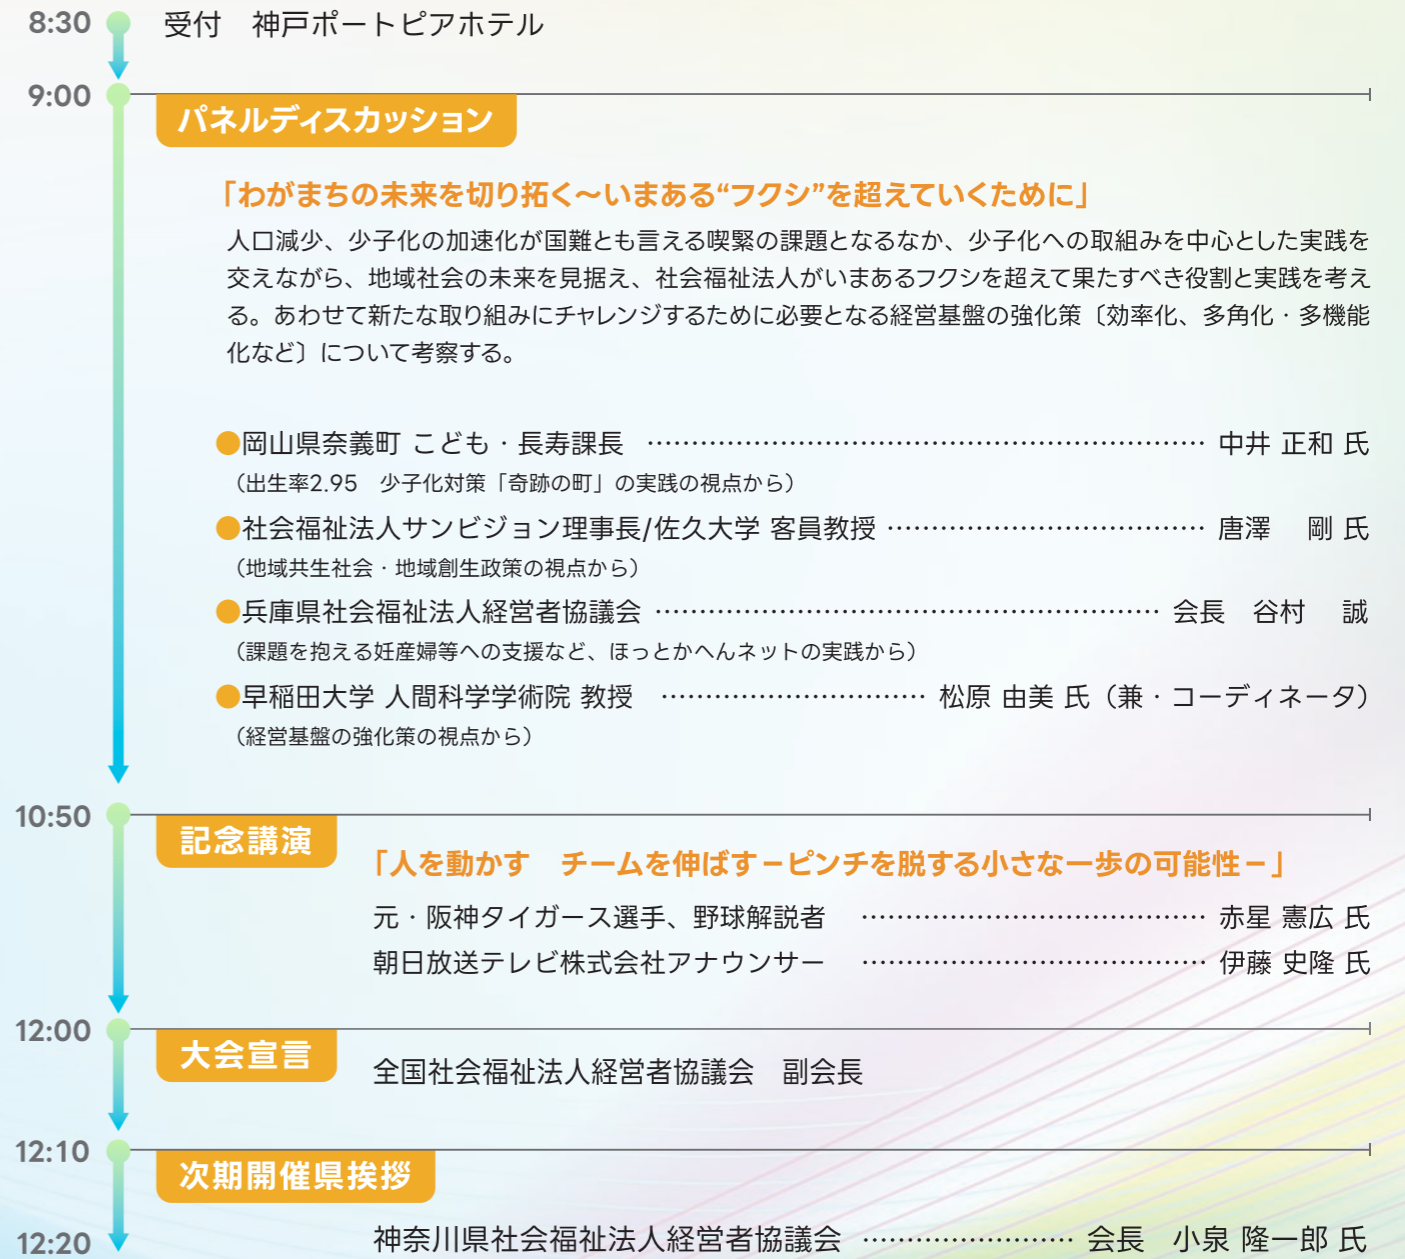 8:30 受付　神戸ポートピアホテル
9:00
パネルディスカッション
「わがまちの未来を切り拓く～いまある“フクシ”を超えていくために」
人口減少、少子化の加速化が国難とも言える喫緊の課題となるなか、少子化への取組みを中心とした実践を
交えながら、地域社会の未来を見据え、社会福祉法人がいまあるフクシを超えて果たすべき役割と実践を考え
る。あわせて新たな取り組みにチャレンジするために必要となる経営基盤の強化策〔効率化、多角化・多機能
化など〕について考察する。
●岡山県奈義町 こども・長寿課長 …………………………………………………… 中井 正和 氏
（出生率2.95　少子化対策「奇跡の町」の実践の視点から）
●社会福祉法人サンビジョン理事長/佐久大学 客員教授 ……………………………… 唐澤　剛 氏
（地域共生社会・地域創生政策の視点から）
●兵庫県社会福祉法人経営者協議会 ………………………………………………… 会長　谷村　誠
（課題を抱える妊産婦等への支援など、ほっとかへんネットの実践から）
●早稲田大学 人間科学学術院 教授 ………………………… 松原 由美 氏（兼・コーディネータ）
（経営基盤の強化策の視点から）
10:50
記念講演
「人を動かす　チームを伸ばす－ピンチを脱する小さな一歩の可能性－」
元・阪神タイガース選手、野球解説者 ………………………………… 赤星 憲広 氏
朝日放送テレビ株式会社アナウンサー ………………………………… 伊藤 史隆 氏
12:00
大会宣言
全国社会福祉法人経営者協議会　副会長
12:10
次期開催県挨拶
12:20 神奈川県社会福祉法人経営者協議会 …………………… 会長　小泉 隆一郎 氏